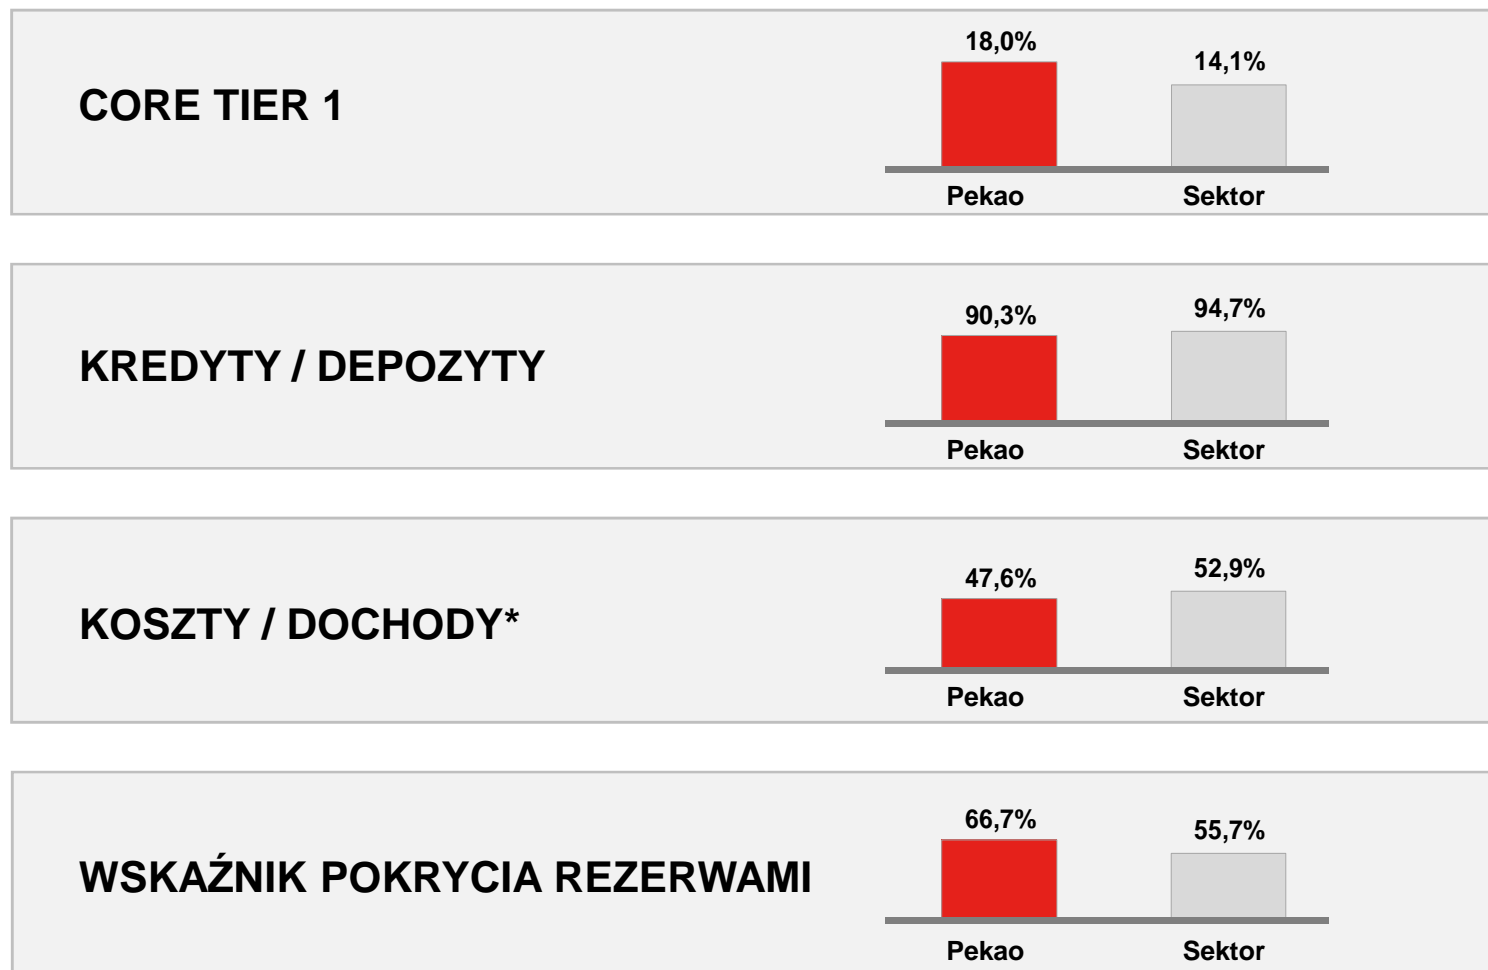 CORE TIER 1
18,0%
14,1%
Pekao
Sektor
KREDYTY / DEPOZYTY
90,3%
94,7%
Pekao
Sektor
KOSZTY / DOCHODY*
47,6%
52,9%
Pekao
Sektor
WSKAŹNIK POKRYCIA REZERWAMI
66,7%
55,7%
Pekao
Sektor